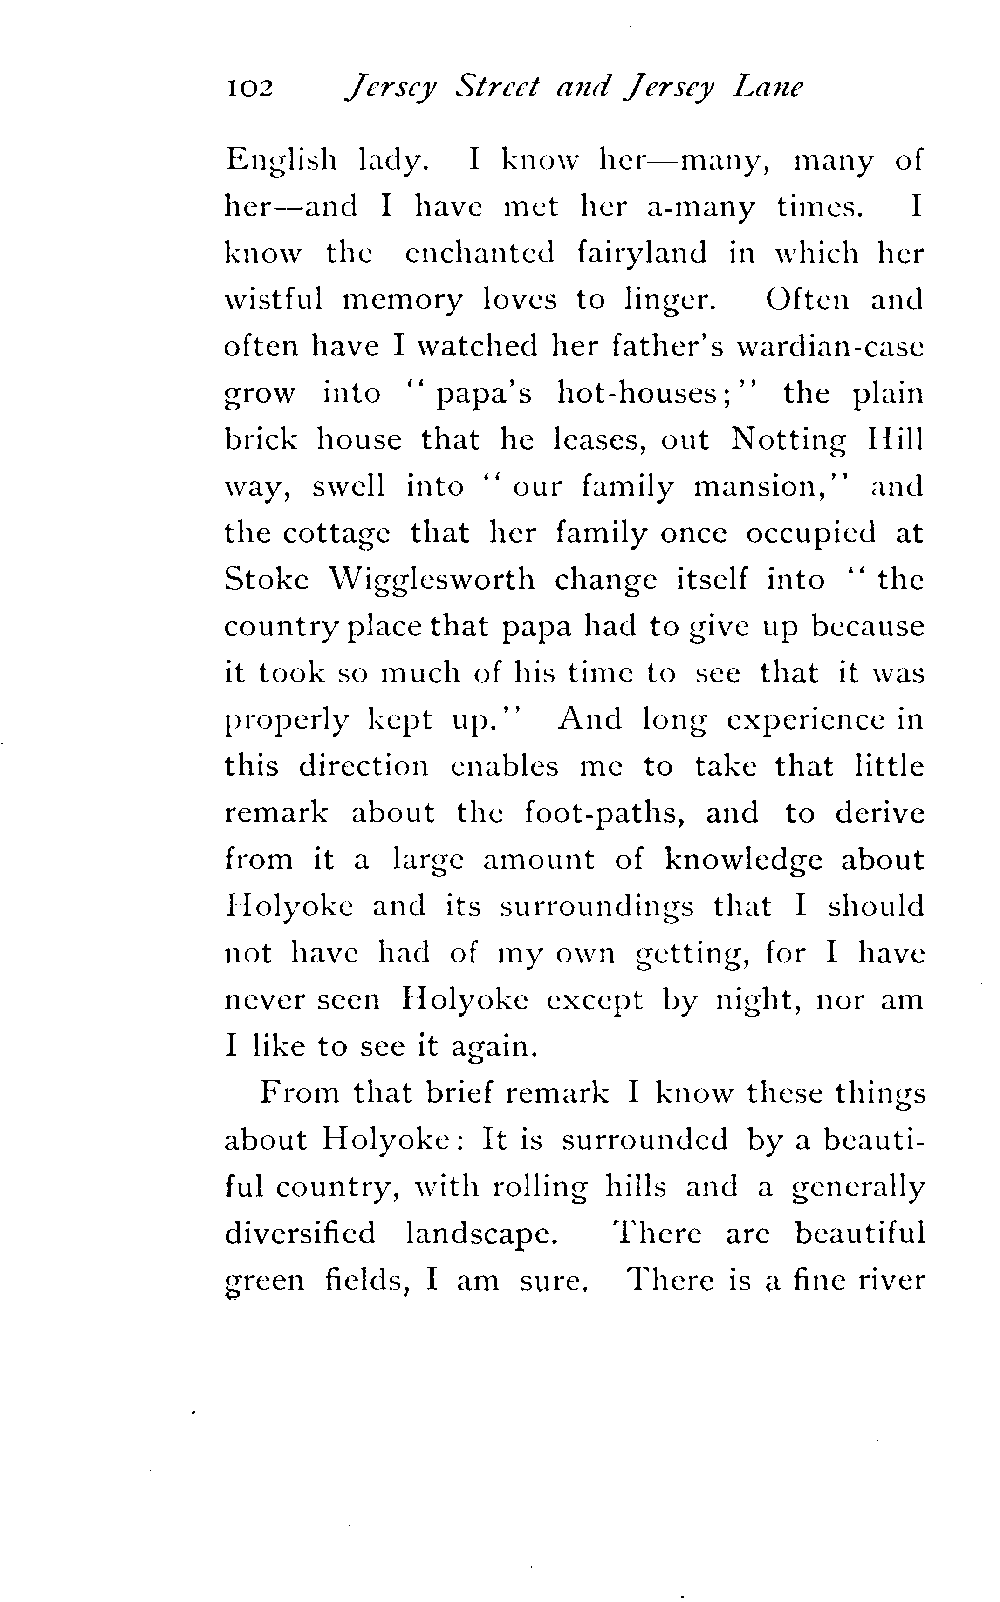 102 Jersey Street and Jersey Lane
English lady. I know her—many, many of
her—and I have met her a-many times. I
know the enchanted fairyland in which her
wistful memory loves to linger. Often and
often have I watched her father's wardian-case
grow into "papa's hot-houses;" the plain
brick house that he leases, out Notting Hill
way, swell into "our family mansion," and
the cottage that her family once occupied at
Stoke Wigglesworth change itself into "the
country place that papa had to give up because
it took so much of his time to see that it was
properly kept up." And long experience in
this direction enables me to take that little
remark about the foot-paths, and to derive
from it a large amount of knowledge about
Holyoke and its surroundings that I should
not have had of my own getting, for I have
never seen Holyoke except by night, nor am
I like to see it again.
From that brief remark I know these things
about Holyoke: It is surrounded by a beauti-
ful country, with rolling hills and a generally
diversified landscape. There are beautiful
green fields, I am sure. There is a fine river